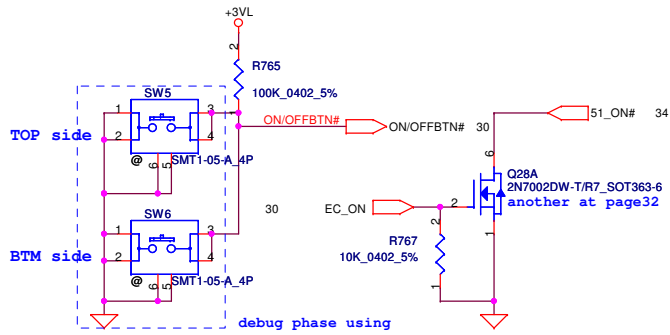 +3VL
2
R765
100K_0402_5%
1
SW5
1
3
2
4
TOP side
@
6
5
SMT1-05-A_4P
ON/OFFBTN#
ON/OFFBTN#
30
51_ON#
34
6
Q28A
2N7002DW-T/R7_SOT363-6
another at page32
2
1
EC_ON
30
2
R767
10K_0402_5%
1
SW6
1
3
2
4
BTM side
@
6
5
SMT1-05-A_4P
debug phase using